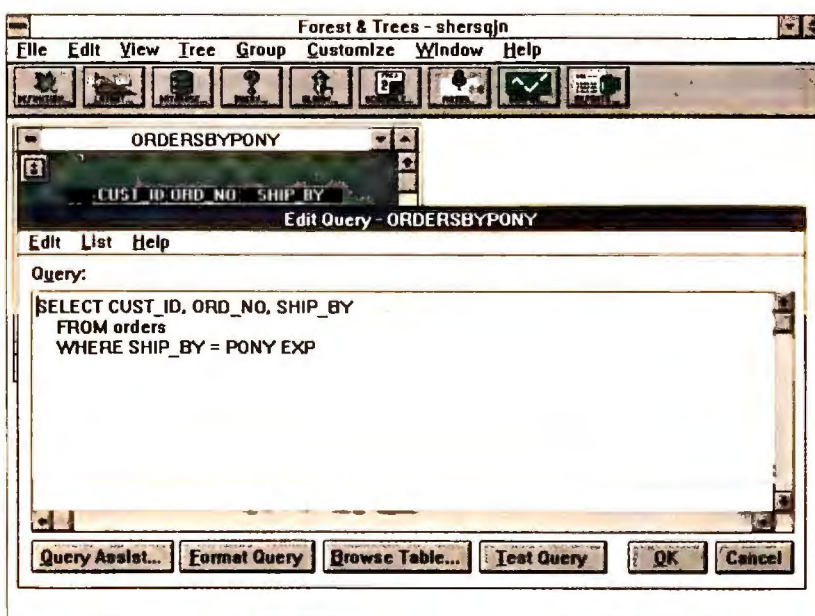 Forest & Trees - shersqjn
File Edit View Tree Group Customize Window Help
ORDERSBYPONY
CUST_ID ORD_NO SHIP_BY
Edit Query - ORDERSBYPONY
Edit List Help
Query:
SELECT CUST_ID, ORD_NO, SHIP_BY
FROM orders
WHERE SHIP_BY = PONY EXP
Query Assist... Format Query Browse Table... Test Query OK Cancel